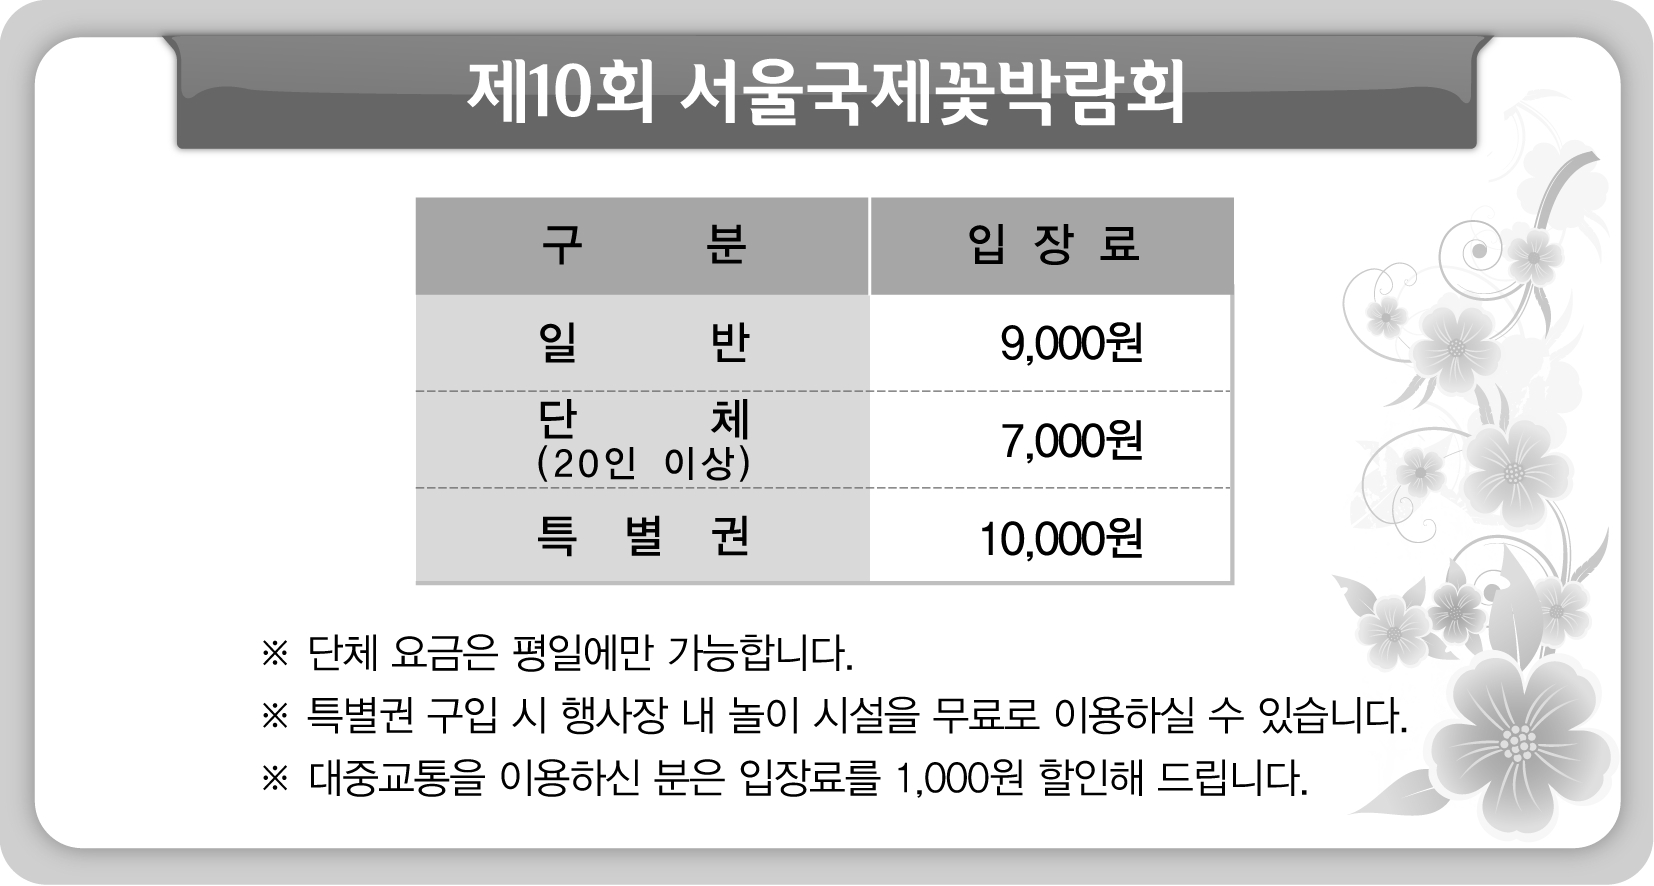 제10회 서울국제꽃박람회
구 분 입 장 료
일 반 9,000원
단 체
(20인 이상) 7,000원
특 별 권 10,000원
※ 단체 요금은 평일에만 가능합니다.
※ 특별권 구입 시 행사장 내 놀이 시설을 무료로 이용하실 수 있습니다.
※ 대중교통을 이용하신 분은 입장료를 1,000원 할인해 드립니다.